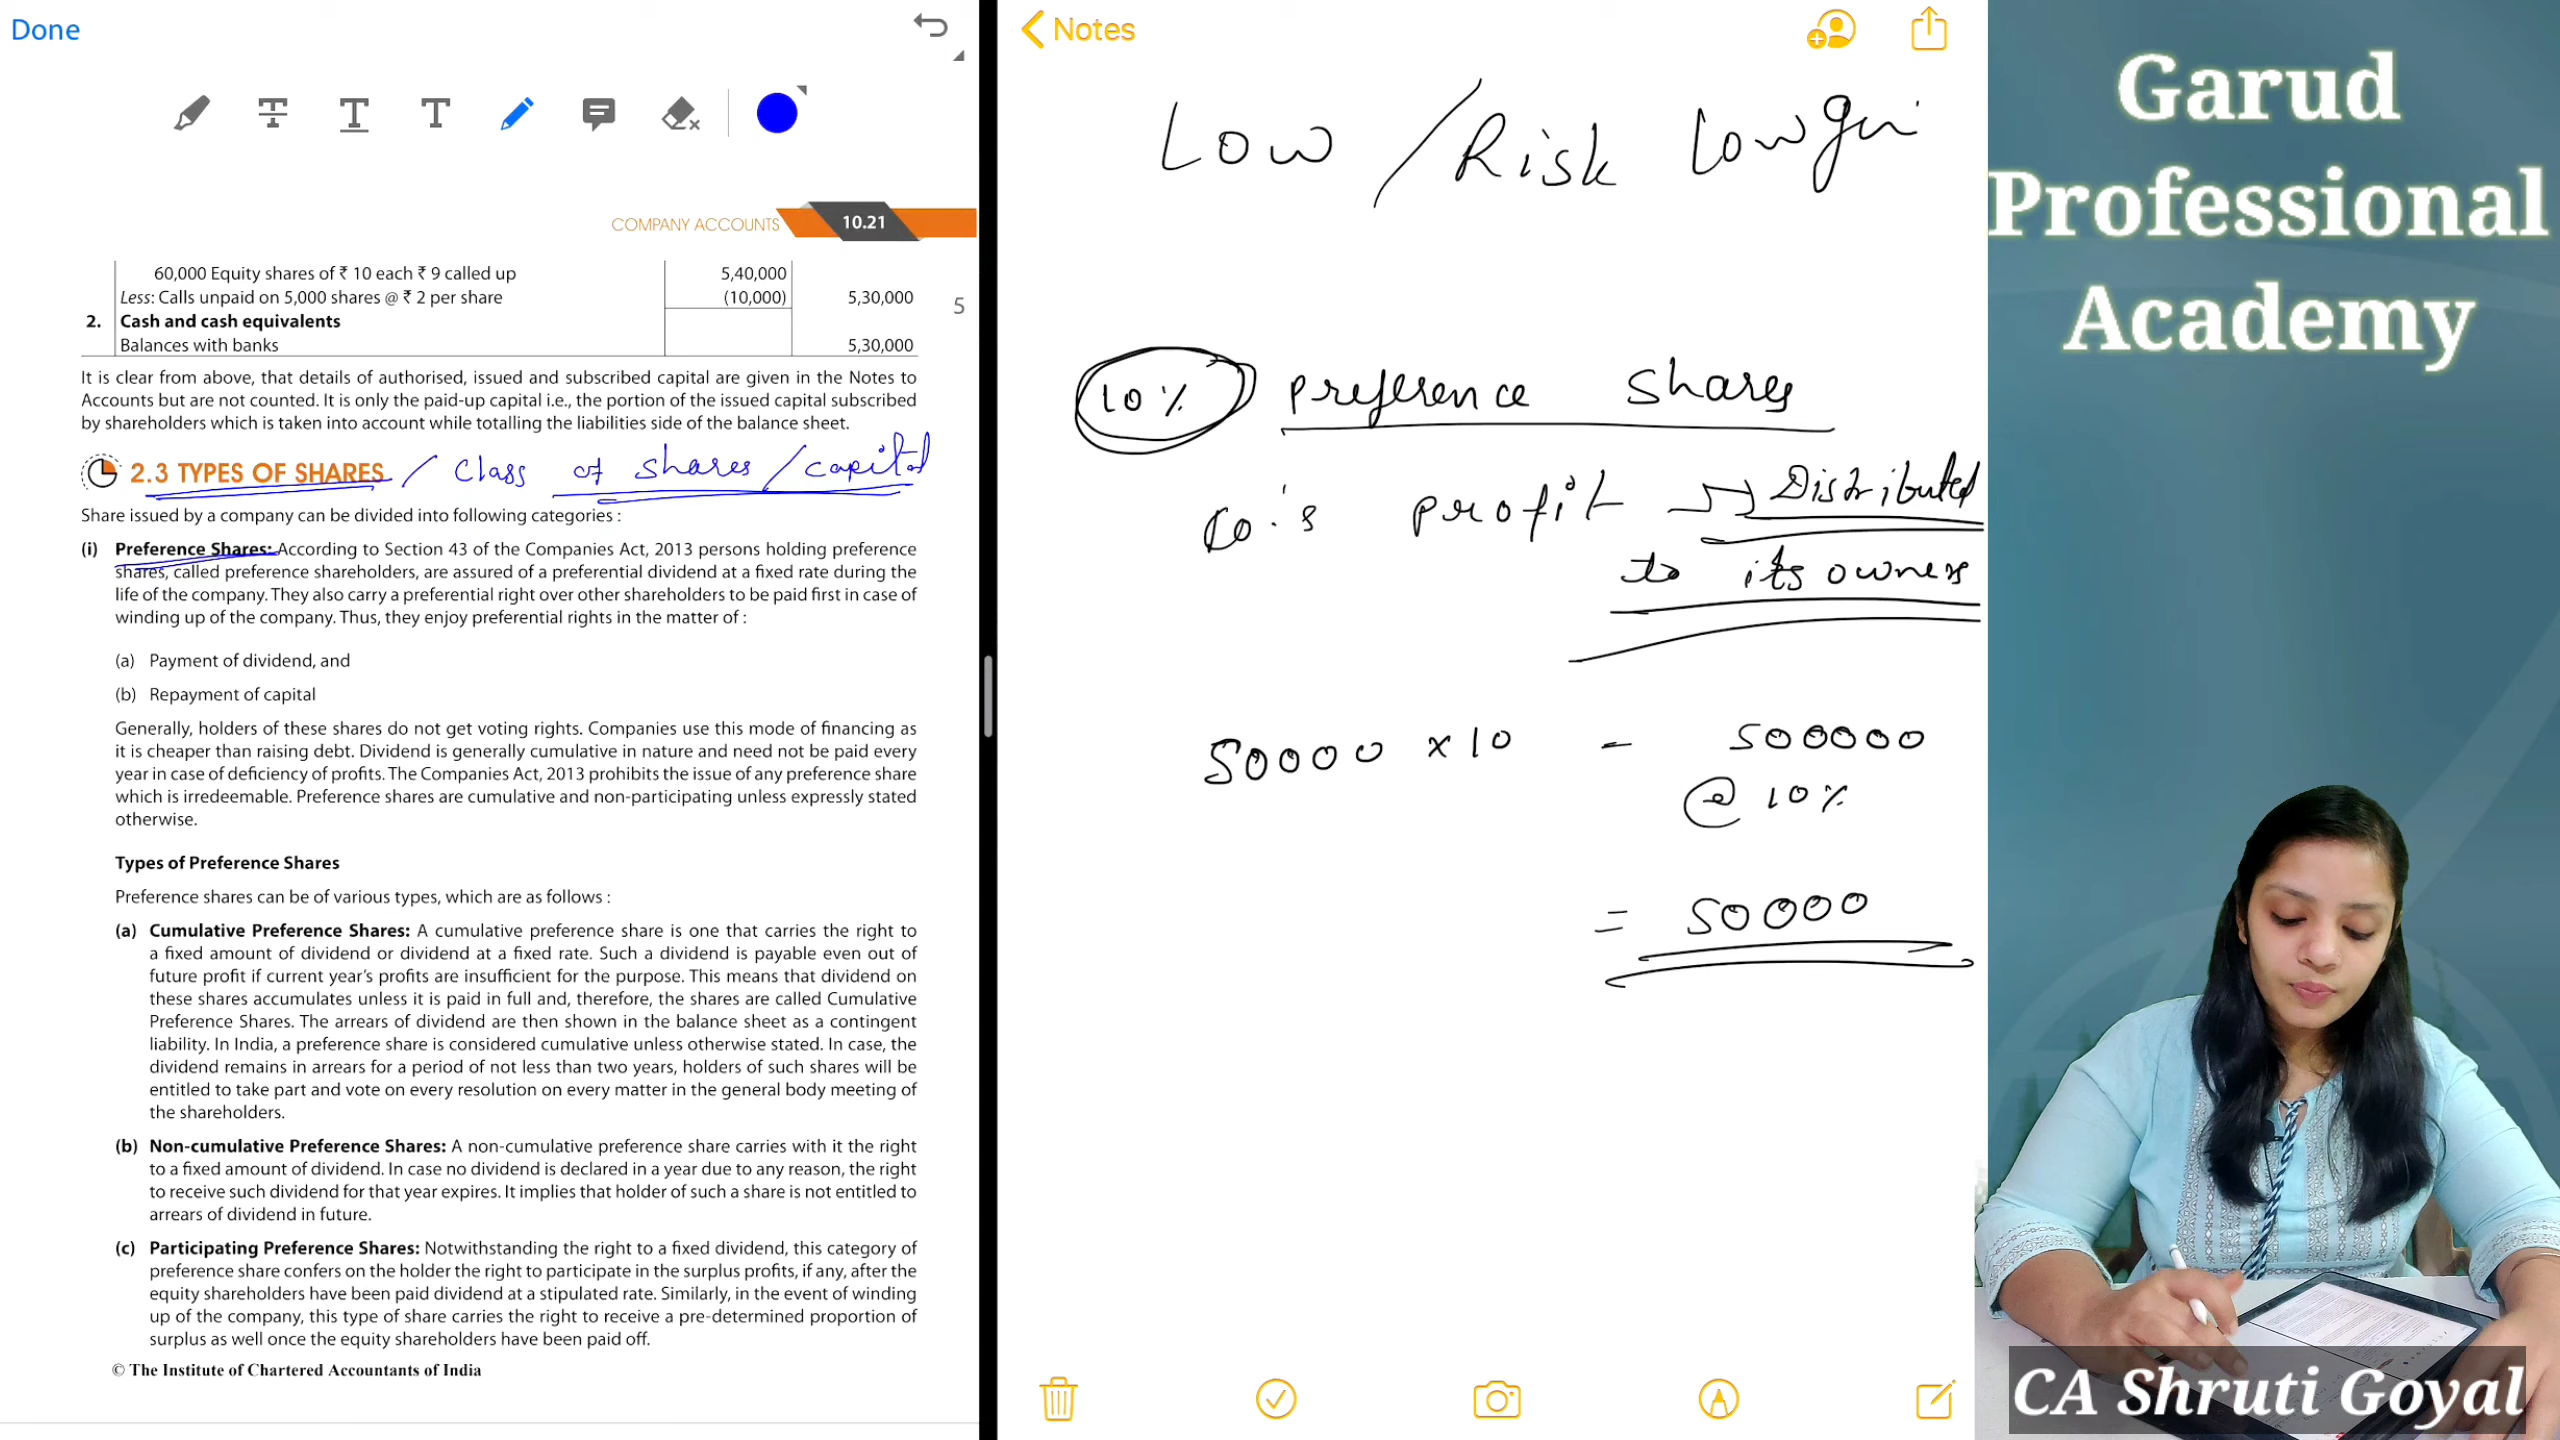 Done
COMPANY ACCOUNTS 10.21
60,000 Equity shares of ₹ 10 each ₹ 9 called up 5,40,000
Less: Calls unpaid on 5,000 shares @ ₹ 2 per share (10,000) 5,30,000
5
2. Cash and cash equivalents
Balances with banks 5,30,000
It is clear from above, that details of authorised, issued and subscribed capital are given in the Notes to
Accounts but are not counted. It is only the paid-up capital i.e., the portion of the issued capital subscribed
by shareholders which is taken into account while totalling the liabilities side of the balance sheet.
2.3 TYPES OF SHARES / Class of shares / capital
Share issued by a company can be divided into following categories :
(i) Preference Shares: According to Section 43 of the Companies Act, 2013 persons holding preference
shares, called preference shareholders, are assured of a preferential dividend at a fixed rate during the
life of the company. They also carry a preferential right over other shareholders to be paid first in case of
winding up of the company. Thus, they enjoy preferential rights in the matter of :
(a) Payment of dividend, and
(b) Repayment of capital
Generally, holders of these shares do not get voting rights. Companies use this mode of financing as
it is cheaper than raising debt. Dividend is generally cumulative in nature and need not be paid every
year in case of deficiency of profits. The Companies Act, 2013 prohibits the issue of any preference share
which is irredeemable. Preference shares are cumulative and non-participating unless expressly stated
otherwise.
Types of Preference Shares
Preference shares can be of various types, which are as follows :
(a) Cumulative Preference Shares: A cumulative preference share is one that carries the right to
a fixed amount of dividend or dividend at a fixed rate. Such a dividend is payable even out of
future profit if current year's profits are insufficient for the purpose. This means that dividend on
these shares accumulates unless it is paid in full and, therefore, the shares are called Cumulative
Preference Shares. The arrears of dividend are then shown in the balance sheet as a contingent
liability. In India, a preference share is considered cumulative unless otherwise stated. In case, the
dividend remains in arrears for a period of not less than two years, holders of such shares will be
entitled to take part and vote on every resolution on every matter in the general body meeting of
the shareholders.
(b) Non-cumulative Preference Shares: A non-cumulative preference share carries with it the right
to a fixed amount of dividend. In case no dividend is declared in a year due to any reason, the right
to receive such dividend for that year expires. It implies that holder of such a share is not entitled to
arrears of dividend in future.
(c) Participating Preference Shares: Notwithstanding the right to a fixed dividend, this category of
preference share confers on the holder the right to participate in the surplus profits, if any, after the
equity shareholders have been paid dividend at a stipulated rate. Similarly, in the event of winding
up of the company, this type of share carries the right to receive a pre-determined proportion of
surplus as well once the equity shareholders have been paid off.
© The Institute of Chartered Accountants of India
Notes
Low / Risk Low
10% Preference Shares
Co.'s profit → Distributed
to its owners
50000 x 10 - 500000
@ 10%
= 50000
Garud
Professional
Academy
CA Shruti Goyal